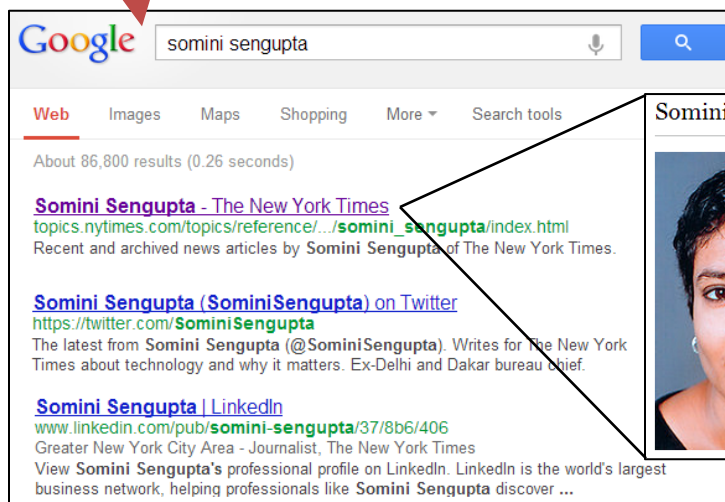 Google somini sengupta
Web Images Maps Shopping More Search tools
About 86,800 results (0.26 seconds)
Somini
Somini Sengupta - The New York Times
topics.nytimes.com/topics/reference/.../somini_sengupta/index.html
Recent and archived news articles by Somini Sengupta of The New York Times.
Somini Sengupta (SominiSengupta) on Twitter
https://twitter.com/SominiSengupta
The latest from Somini Sengupta (@SominiSengupta). Writes for The New York
Times about technology and why it matters. Ex-Delhi and Dakar bureau chief.
Somini Sengupta | LinkedIn
www.linkedin.com/pub/somini-sengupta/37/8b6/406
Greater New York City Area - Journalist, The New York Times
View Somini Sengupta's professional profile on LinkedIn. LinkedIn is the world's largest
business network, helping professionals like Somini Sengupta discover ...